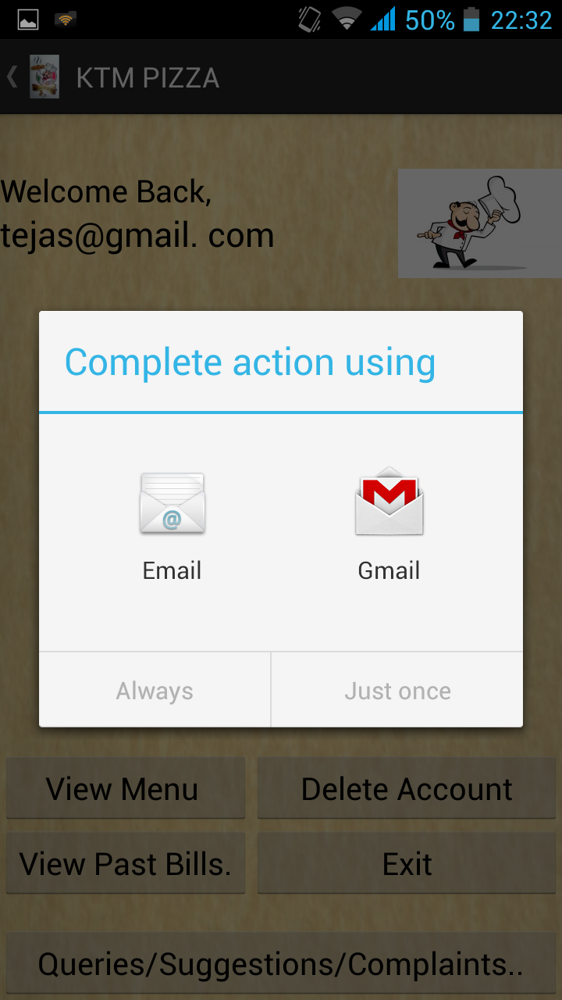 50% 22:32
KTM PIZZA
Welcome Back,
tejas@gmail. com
Complete action using
@
Email Gmail
Always Just once
View Menu Delete Account
View Past Bills. Exit
Queries/Suggestions/Complaints..